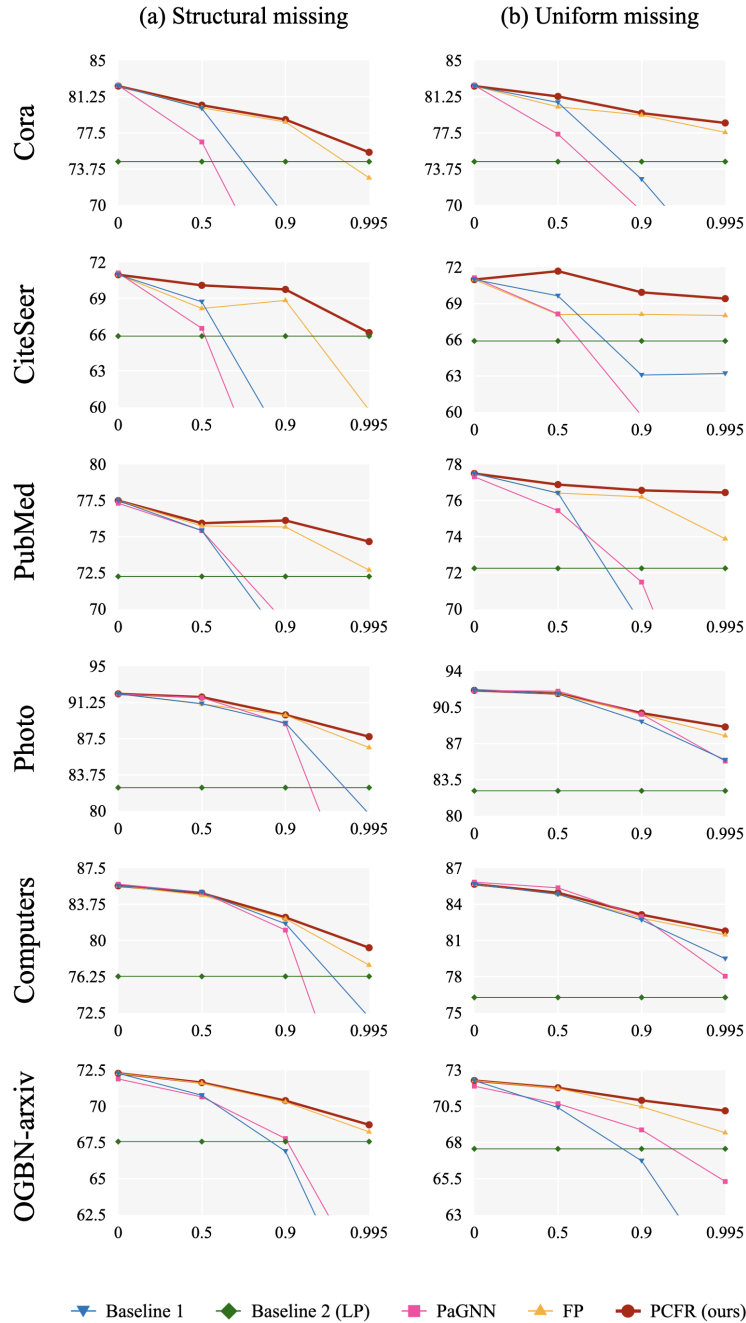 (a) Structural missing
(b) Uniform missing
Cora
85
81.25
77.5
73.75
70
0 0.5 0.9 0.995
85
81.25
77.5
73.75
70
0 0.5 0.9 0.995
CiteSeer
72
69
66
63
60
0 0.5 0.9 0.995
72
69
66
63
60
0 0.5 0.9 0.995
PubMed
80
77.5
75
72.5
70
0 0.5 0.9 0.995
78
76
74
72
70
0 0.5 0.9 0.995
Photo
95
91.25
87.5
83.75
80
0 0.5 0.9 0.995
94
90.5
87
83.5
80
0 0.5 0.9 0.995
Computers
87.5
83.75
80
76.25
72.5
0 0.5 0.9 0.995
87
84
81
78
75
0 0.5 0.9 0.995
OGBN-arxiv
72.5
70
67.5
65
62.5
0 0.5 0.9 0.995
73
70.5
68
65.5
63
0 0.5 0.9 0.995
Baseline 1 Baseline 2 (LP) PaGNN FP PCFR (ours)